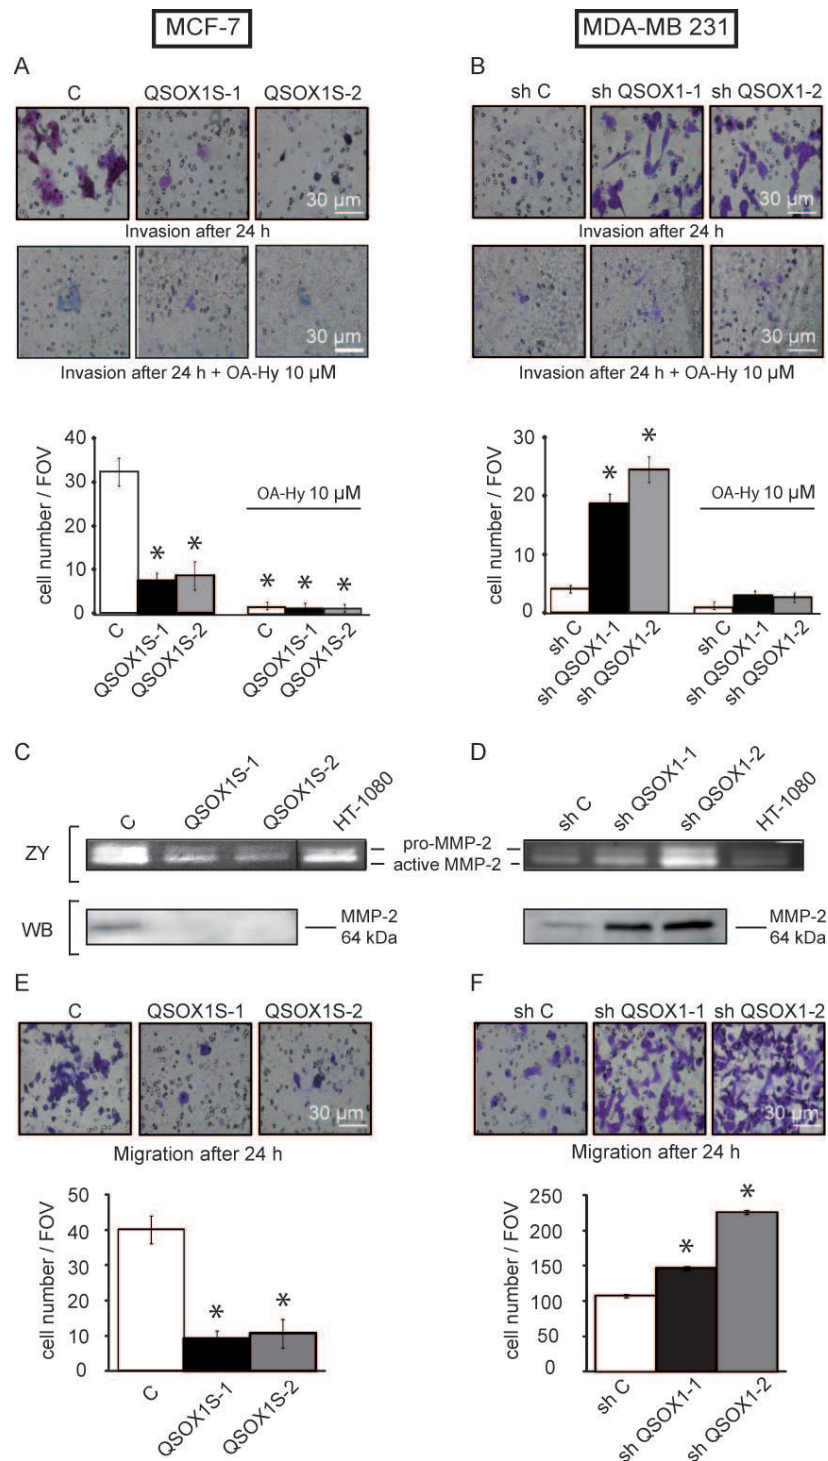 MCF-7
MDA-MB 231
A
C QSOX1S-1 QSOX1S-2
30 µm
Invasion after 24 h
30 µm
Invasion after 24 h + OA-Hy 10 µM
cell number / FOV
40
30
20
10
0
OA-Hy 10 µM
* * * * *
C QSOX1S-1 QSOX1S-2 C QSOX1S-1 QSOX1S-2
B
sh C sh QSOX1-1 sh QSOX1-2
30 µm
Invasion after 24 h
30 µm
Invasion after 24 h + OA-Hy 10 µM
cell number / FOV
30
20
10
0
OA-Hy 10 µM
* *
sh C sh QSOX1-1 sh QSOX1-2 sh C sh QSOX1-1 sh QSOX1-2
C
C QSOX1S-1 QSOX1S-2 HT-1080
ZY
pro-MMP-2
active MMP-2
WB
MMP-2
64 kDa
D
sh C sh QSOX1-1 sh QSOX1-2 HT-1080
MMP-2
64 kDa
E
C QSOX1S-1 QSOX1S-2
30 µm
Migration after 24 h
cell number / FOV
50
40
30
20
10
0
* *
C QSOX1S-1 QSOX1S-2
F
sh C sh QSOX1-1 sh QSOX1-2
30 µm
Migration after 24 h
cell number / FOV
250
200
150
100
50
0
* *
sh C sh QSOX1-1 sh QSOX1-2